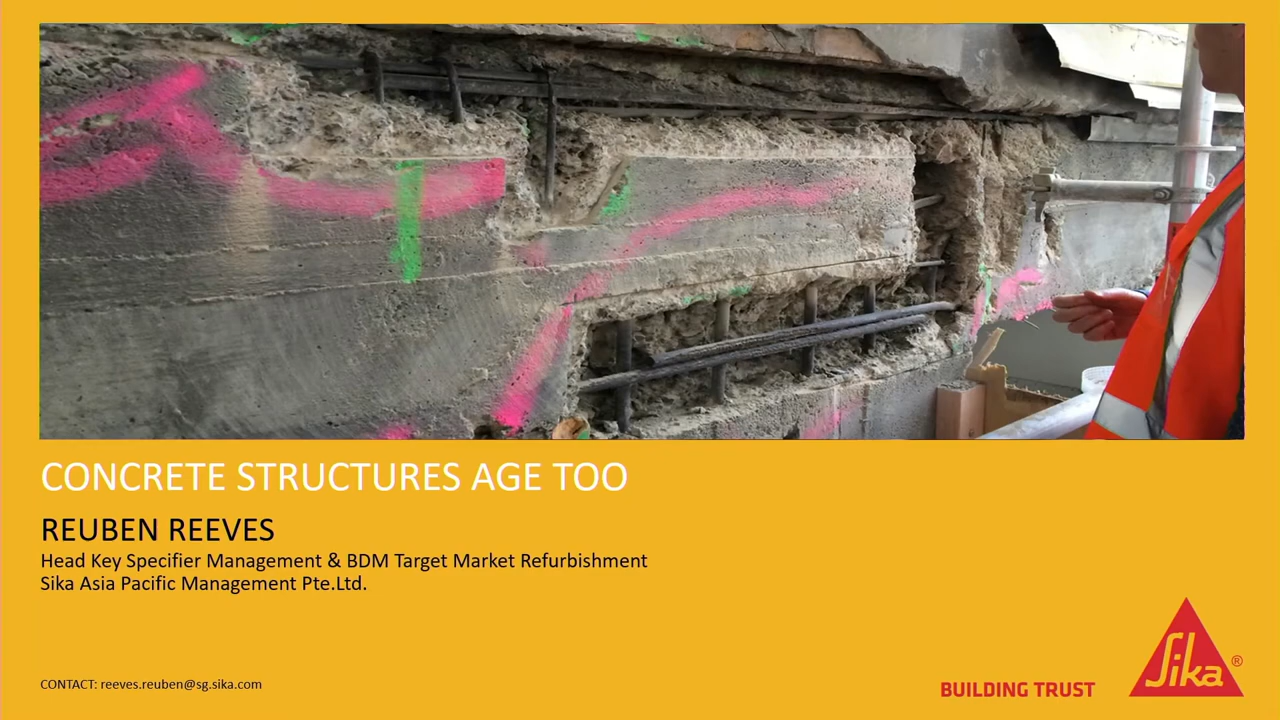 CONCRETE STRUCTURES AGE TOO
REUBEN REEVES
Head Key Specifier Management & BDM Target Market Refurbishment
Sika Asia Pacific Management Pte.Ltd.
CONTACT: reeves.reuben@sg.sika.com
BUILDING TRUST
Sika®